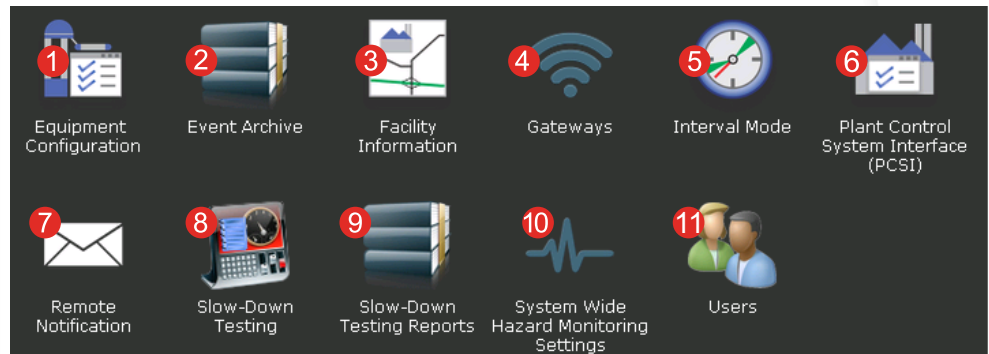 1
2
3
4
5
6
Equipment
Configuration
Event Archive
Facility
Information
Gateways
Interval Mode
Plant Control
System Interface
(PCSI)
7
8
9
10
11
Remote
Notification
Slow-Down
Testing
Slow-Down
Testing Reports
System Wide
Hazard Monitoring
Settings
Users